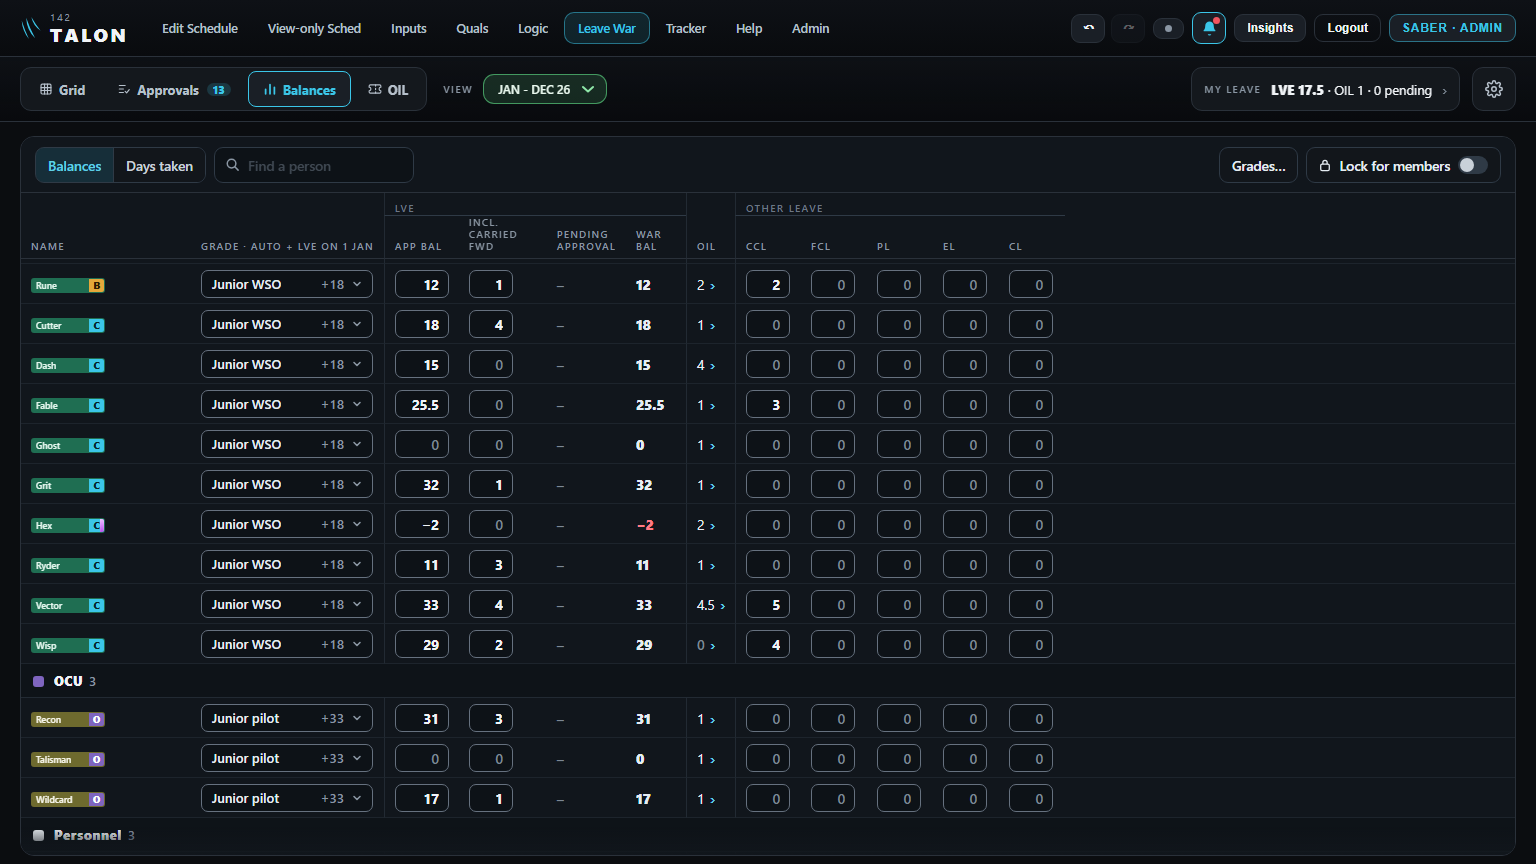 142
TALON
Edit Schedule
View-only Sched
Inputs
Quals
Logic
Leave War
Tracker
Help
Admin
Insights
Logout
SABER · ADMIN
Grid
Approvals 13
Balances
OIL
VIEW
JAN - DEC 26
MY LEAVE LVE 17.5 · OIL 1 · 0 pending ›
Balances
Days taken
Find a person
Grades...
Lock for members
LVE
OTHER LEAVE
NAME
GRADE · AUTO + LVE ON 1 JAN
APP BAL
INCL. CARRIED FWD
PENDING APPROVAL
WAR BAL
OIL
CCL
FCL
PL
EL
CL
Rune B Junior WSO +18 12 1 – 12 2 › 2 0 0 0 0
Cutter C Junior WSO +18 18 4 – 18 1 › 0 0 0 0 0
Dash C Junior WSO +18 15 0 – 15 4 › 0 0 0 0 0
Fable C Junior WSO +18 25.5 0 – 25.5 1 › 3 0 0 0 0
Ghost C Junior WSO +18 0 0 – 0 1 › 0 0 0 0 0
Grit C Junior WSO +18 32 1 – 32 1 › 0 0 0 0 0
Hex C Junior WSO +18 −2 0 – −2 2 › 0 0 0 0 0
Ryder C Junior WSO +18 11 3 – 11 1 › 0 0 0 0 0
Vector C Junior WSO +18 33 4 – 33 4.5 › 5 0 0 0 0
Wisp C Junior WSO +18 29 2 – 29 0 › 4 0 0 0 0
OCU 3
Recon O Junior pilot +33 31 3 – 31 1 › 0 0 0 0 0
Talisman O Junior pilot +33 0 0 – 0 1 › 0 0 0 0 0
Wildcard O Junior pilot +33 17 1 – 17 1 › 0 0 0 0 0
Personnel 3